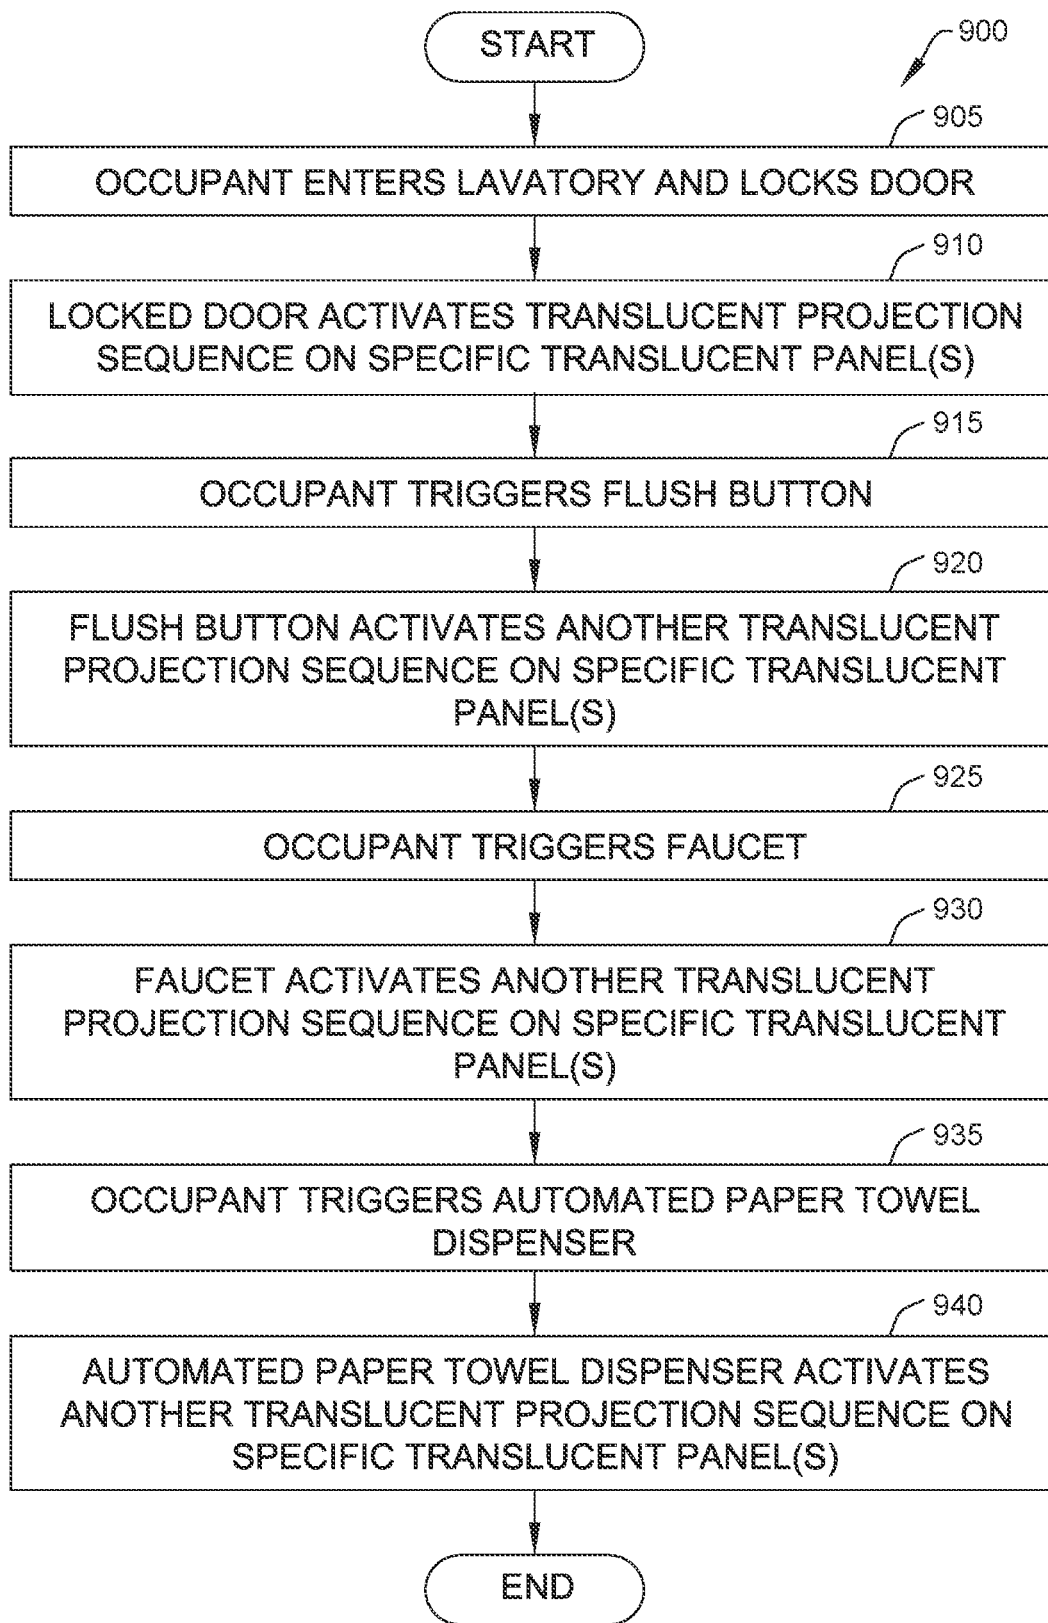 START
900
905
OCCUPANT ENTERS LAVATORY AND LOCKS DOOR
910
LOCKED DOOR ACTIVATES TRANSLUCENT PROJECTION
SEQUENCE ON SPECIFIC TRANSLUCENT PANEL(S)
915
OCCUPANT TRIGGERS FLUSH BUTTON
920
FLUSH BUTTON ACTIVATES ANOTHER TRANSLUCENT
PROJECTION SEQUENCE ON SPECIFIC TRANSLUCENT
PANEL(S)
925
OCCUPANT TRIGGERS FAUCET
930
FAUCET ACTIVATES ANOTHER TRANSLUCENT
PROJECTION SEQUENCE ON SPECIFIC TRANSLUCENT
PANEL(S)
935
OCCUPANT TRIGGERS AUTOMATED PAPER TOWEL
DISPENSER
940
AUTOMATED PAPER TOWEL DISPENSER ACTIVATES
ANOTHER TRANSLUCENT PROJECTION SEQUENCE ON
SPECIFIC TRANSLUCENT PANEL(S)
END